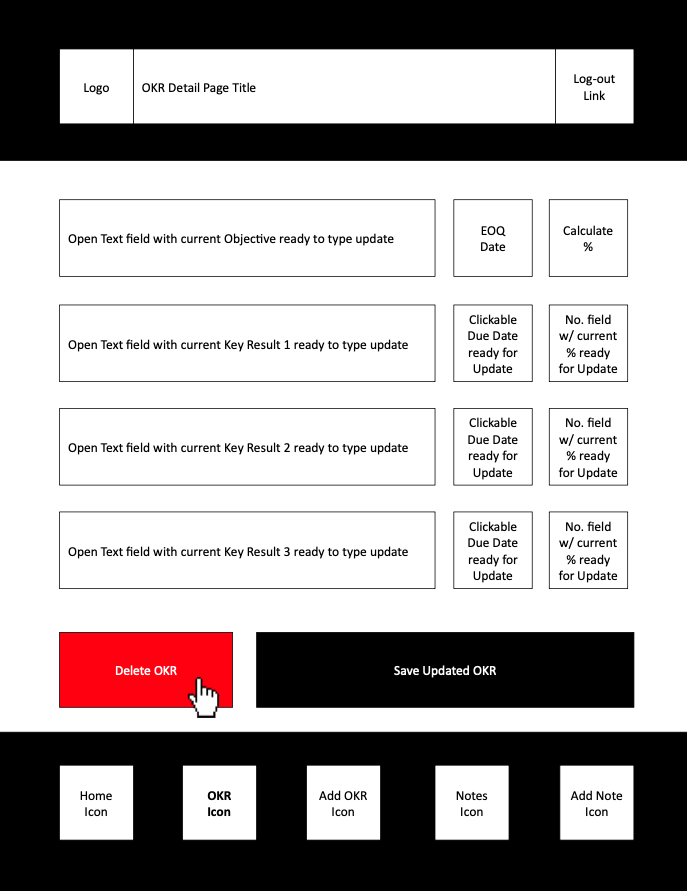 Logo
OKR Detail Page Title
Log-out
Link
Open Text field with current Objective ready to type update
EOQ
Date
Calculate
%
Open Text field with current Key Result 1 ready to type update
Clickable
Due Date
ready for
Update
No. field
w/ current
% ready
for Update
Open Text field with current Key Result 2 ready to type update
Clickable
Due Date
ready for
Update
No. field
w/ current
% ready
for Update
Open Text field with current Key Result 3 ready to type update
Clickable
Due Date
ready for
Update
No. field
w/ current
% ready
for Update
Delete OKR
Save Updated OKR
Home
Icon
OKR
Icon
Add OKR
Icon
Notes
Icon
Add Note
Icon